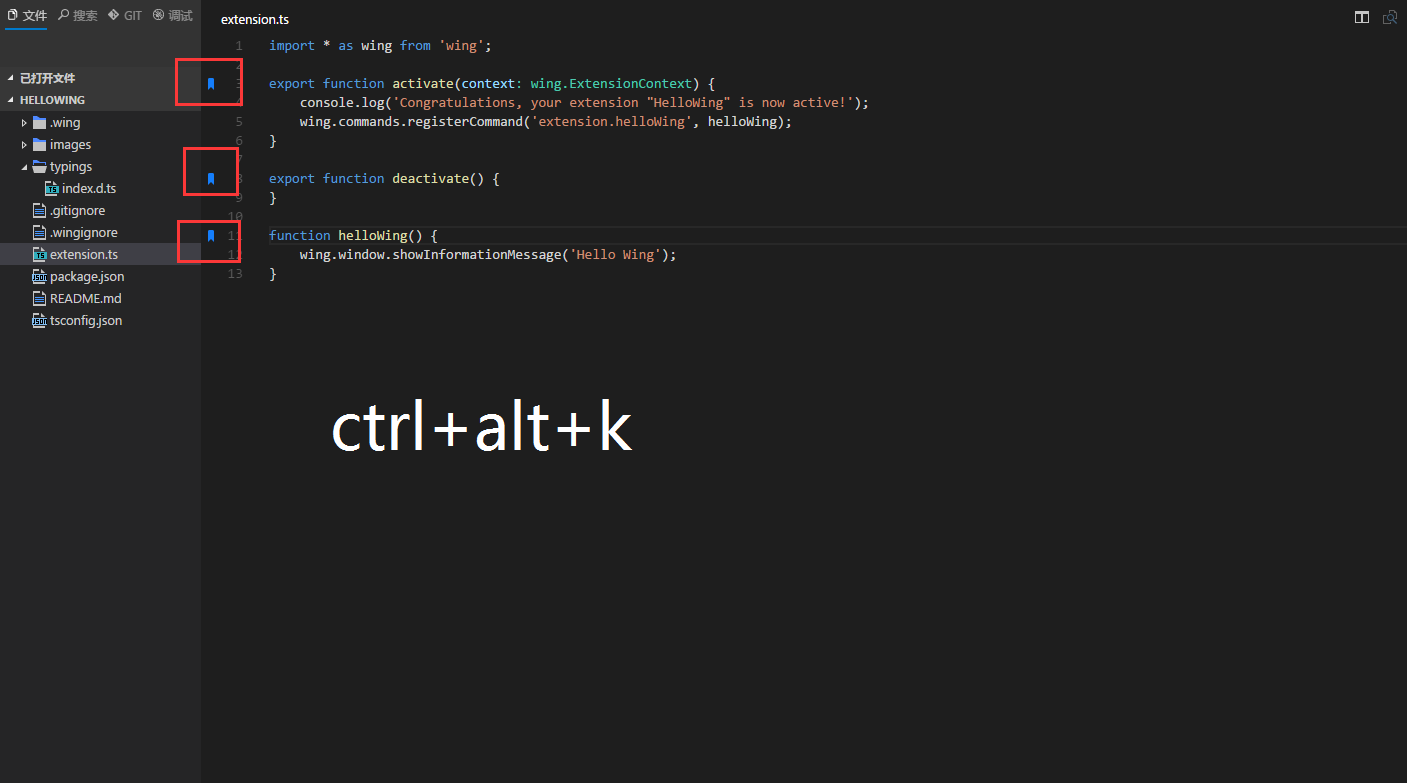 文件 搜索 GIT 调试
已打开文件
HELLOWING
.wing
images
typings
index.d.ts
.gitignore
.wingignore
extension.ts
package.json
README.md
tsconfig.json
extension.ts
1 import * as wing from 'wing';
2
3 export function activate(context: wing.ExtensionContext) {
console.log('Congratulations, your extension "HelloWing" is now active!');
5 wing.commands.registerCommand('extension.helloWing', helloWing);
6 }
7
8 export function deactivate() {
9 }
10
11 function helloWing() {
12 wing.window.showInformationMessage('Hello Wing');
13 }
ctrl+alt+k